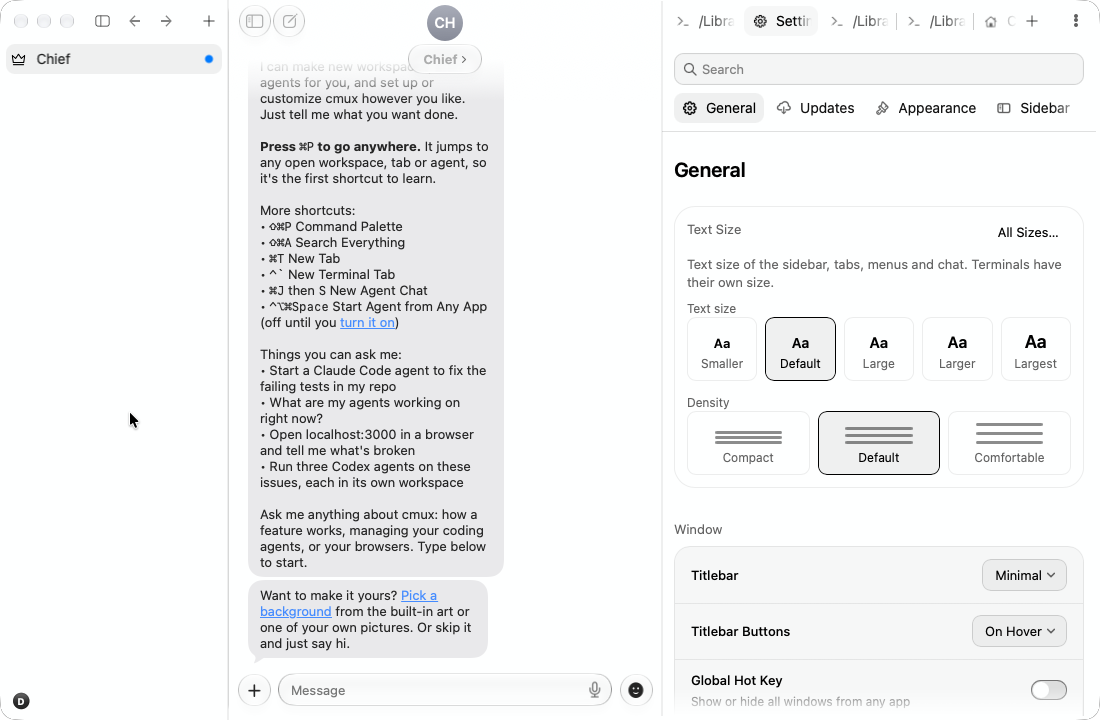 Chief
CH
Chief ›
I can make new workspa
agents for you, and set up or
customize cmux however you like.
Just tell me what you want done.
Press ⌘P to go anywhere. It jumps to
any open workspace, tab or agent, so
it's the first shortcut to learn.
More shortcuts:
• ⇧⌘P Command Palette
• ⇧⌘A Search Everything
• ⌘T New Tab
• ^` New Terminal Tab
• ⌘J then S New Agent Chat
• ^⌥⌘Space Start Agent from Any App
(off until you turn it on)
Things you can ask me:
• Start a Claude Code agent to fix the
failing tests in my repo
• What are my agents working on
right now?
• Open localhost:3000 in a browser
and tell me what's broken
• Run three Codex agents on these
issues, each in its own workspace
Ask me anything about cmux: how a
feature works, managing your coding
agents, or your browsers. Type below
to start.
Want to make it yours? Pick a
background from the built-in art or
one of your own pictures. Or skip it
and just say hi.
Message
D
/Libra Settin /Libra /Libra C
Search
General Updates Appearance Sidebar
General
Text Size
All Sizes...
Text size of the sidebar, tabs, menus and chat. Terminals have
their own size.
Text size
Aa Aa Aa Aa Aa
Smaller Default Large Larger Largest
Density
Compact Default Comfortable
Window
Titlebar Minimal
Titlebar Buttons On Hover
Global Hot Key
Show or hide all windows from any app